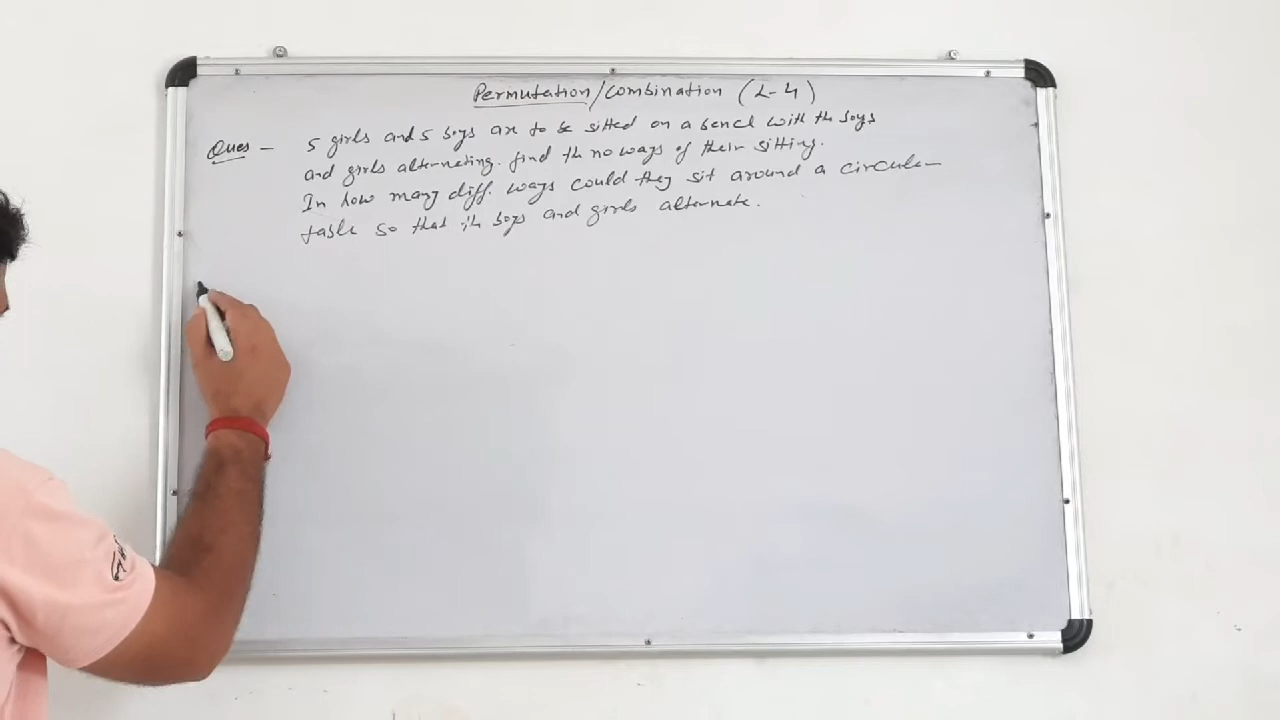 Permutation/Combination (L-4)
Ques - 5 girls and 5 boys are to be sitted on a bench with the boys
and girls alternating. find the no ways of their sitting.
In how many diff. ways could they sit around a circular
table so that the boys and girls alternate.